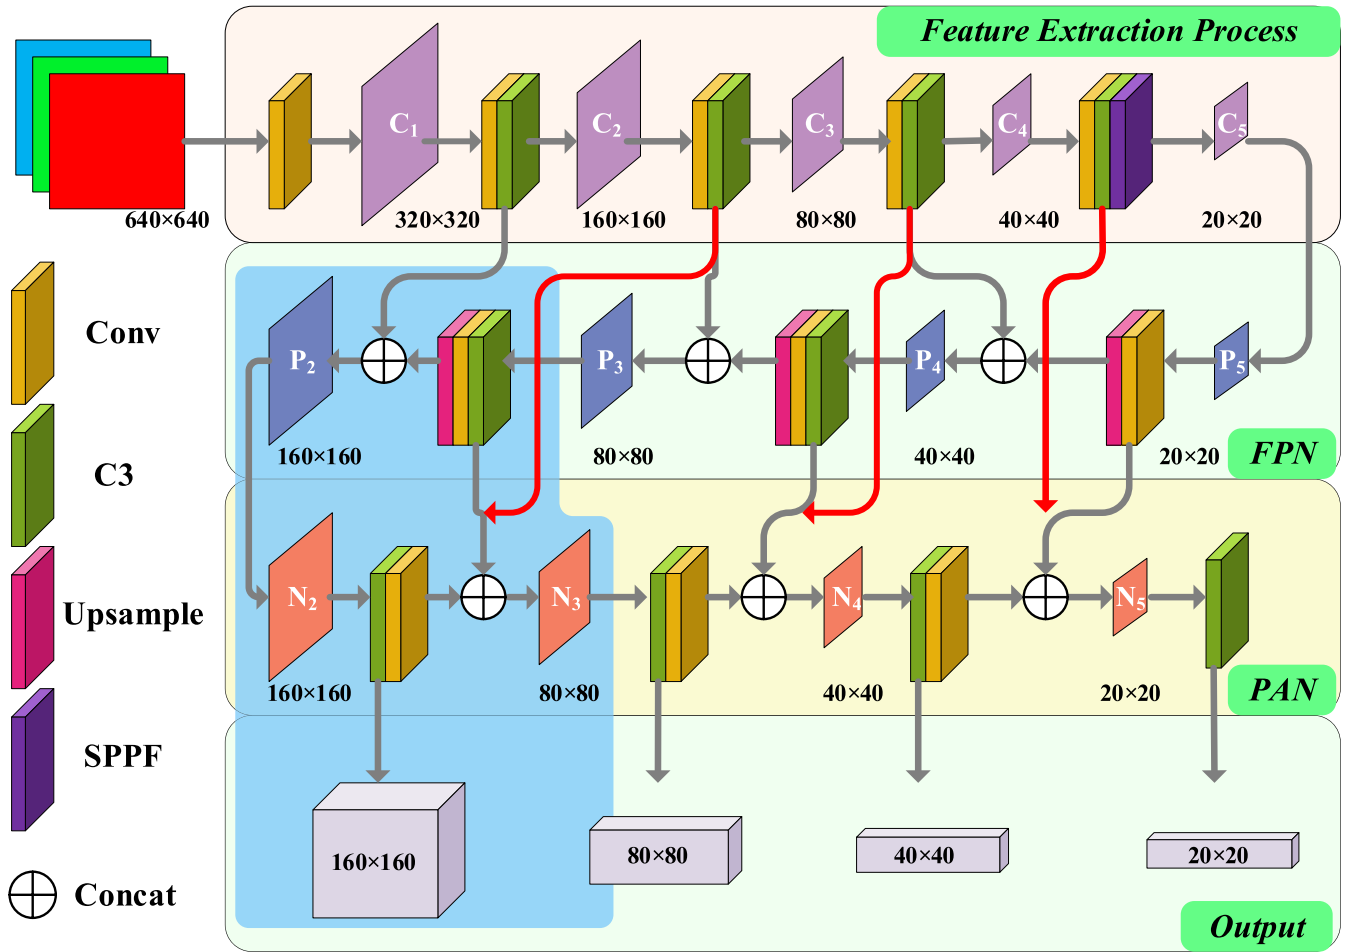 Feature Extraction Process
C1
C2
C3
C4
C5
640×640
320×320
160×160
80×80
40×40
20×20
Conv
C3
Upsample
SPPF
Concat
P2
P3
P4
P5
160×160
80×80
40×40
20×20
FPN
N2
N3
N4
N5
160×160
80×80
40×40
20×20
PAN
160×160
80×80
40×40
20×20
Output